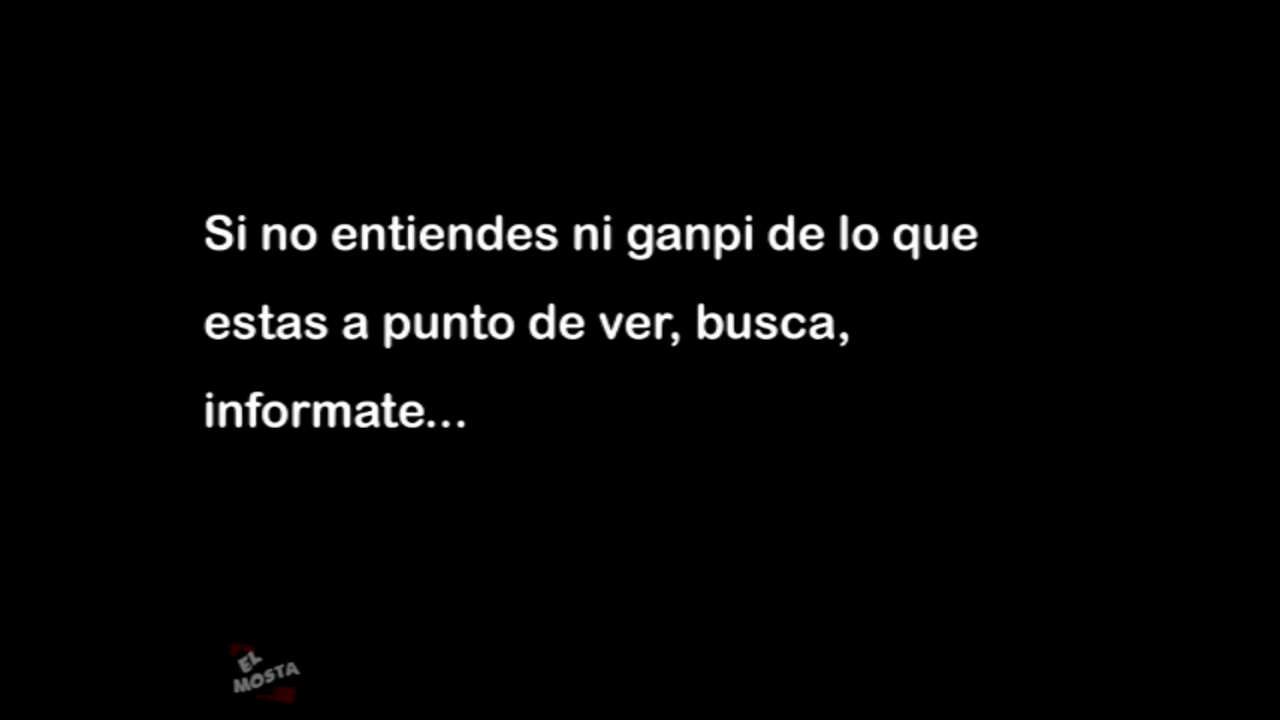 Si no entiendes ni ganpi de lo que
estas a punto de ver, busca,
informate...
EL
MOSTA